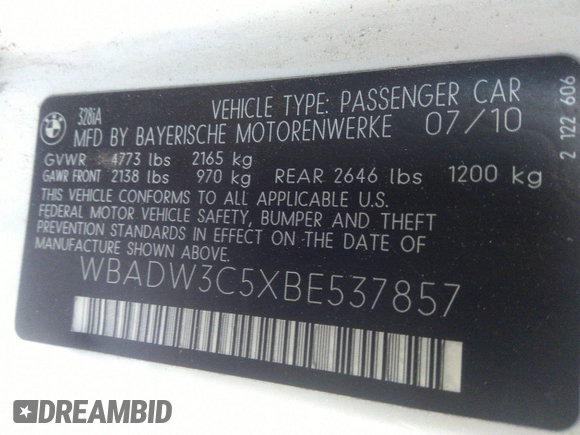 BMW
328iA
VEHICLE TYPE: PASSENGER CAR
MFD BY BAYERISCHE MOTORENWERKE 07/10
GVWR 4773 lbs 2165 kg
GAWR FRONT 2138 lbs 970 kg REAR 2646 lbs 1200 kg
THIS VEHICLE CONFORMS TO ALL APPLICABLE U.S.
FEDERAL MOTOR VEHICLE SAFETY, BUMPER AND THEFT
PREVENTION STANDARDS IN EFFECT ON THE DATE OF
MANUFACTURE SHOWN ABOVE.
WBADW3C5XBE537857
2 122 606
DREAMBID